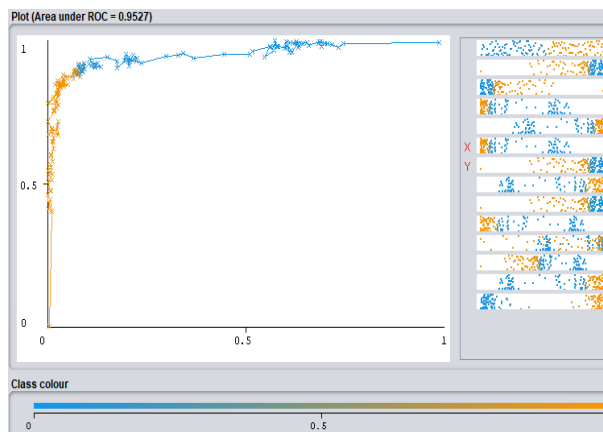 Plot (Area under ROC = 0.9527)
1
X
Y
0.5
0
0 0.5 1
Class colour
0 0.5